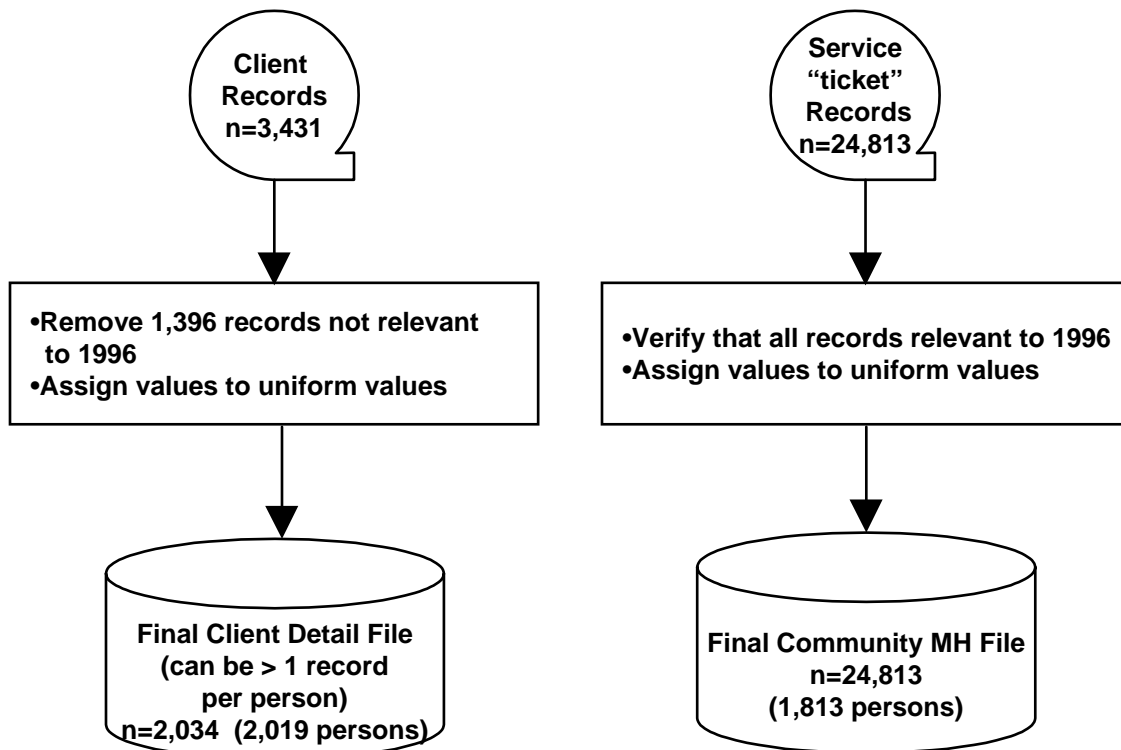 Client
Records
n=3,431
Service
“ticket”
Records
n=24,813
•Remove 1,396 records not relevant
to 1996
•Assign values to uniform values
•Verify that all records relevant to 1996
•Assign values to uniform values
Final Client Detail File
(can be > 1 record
per person)
n=2,034 (2,019 persons)
Final Community MH File
n=24,813
(1,813 persons)